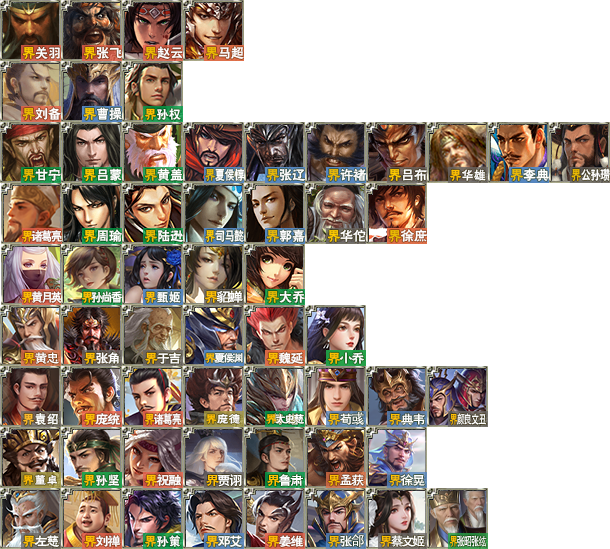 界关羽 界张飞 界赵云 界马超
界刘备 界曹操 界孙权
界甘宁 界吕蒙 界黄盖 界夏侯惇 界张辽 界许褚 界吕布 界华雄 界李典 界公孙瓒
界诸葛亮 界周瑜 界陆逊 界司马懿 界郭嘉 界华佗 界徐庶
界黄月英 界孙尚香 界甄姬 界貂蝉 界大乔
界黄忠 界张角 界于吉 界夏侯渊 界魏延 界小乔
界袁绍 界庞统 界诸葛亮 界庞德 界太史慈 界荀彧 界典韦 界颜良文丑
界董卓 界孙坚 界祝融 界贾诩 界鲁肃 界孟获 界徐晃
界左慈 界刘禅 界孙策 界邓艾 界姜维 界张郃 界蔡文姬 界张昭张纮